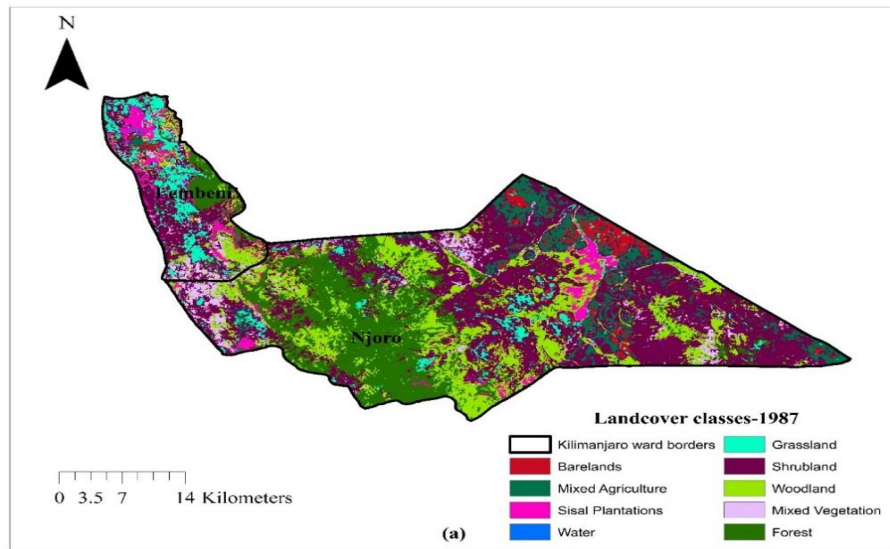 N
Lembeni
Njoro
Landcover classes-1987
Kilimanjaro ward borders
Grassland
Barelands
Shrubland
Mixed Agriculture
Woodland
Sisal Plantations
Mixed Vegetation
Water
Forest
0 3.5 7 14 Kilometers
(a)